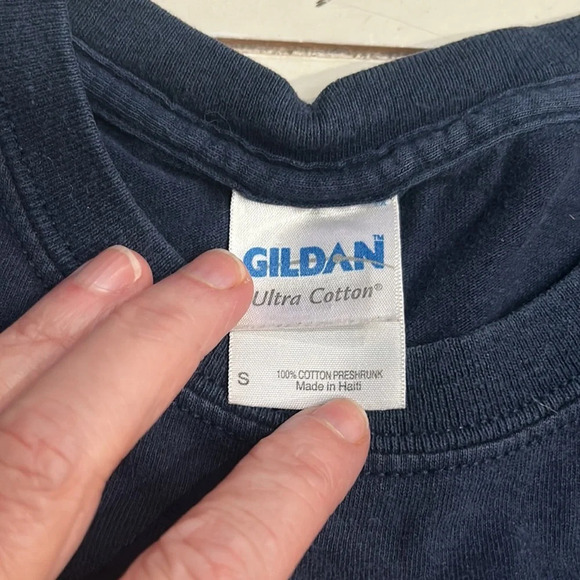 GILDAN™
Ultra Cotton®
S
100% COTTON PRESHRUNK
Made in Haiti